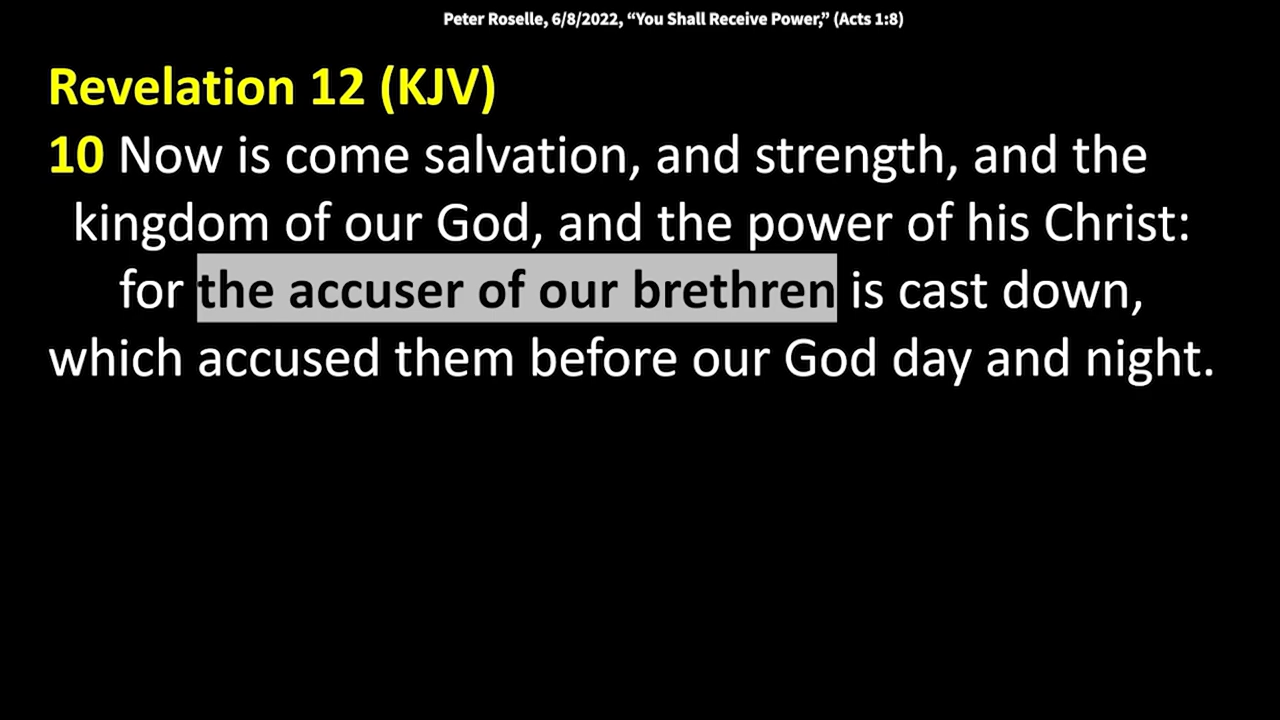 Peter Roselle, 6/8/2022, “You Shall Receive Power,” (Acts 1:8)
Revelation 12 (KJV)
10 Now is come salvation, and strength, and the
kingdom of our God, and the power of his Christ:
for the accuser of our brethren is cast down,
which accused them before our God day and night.